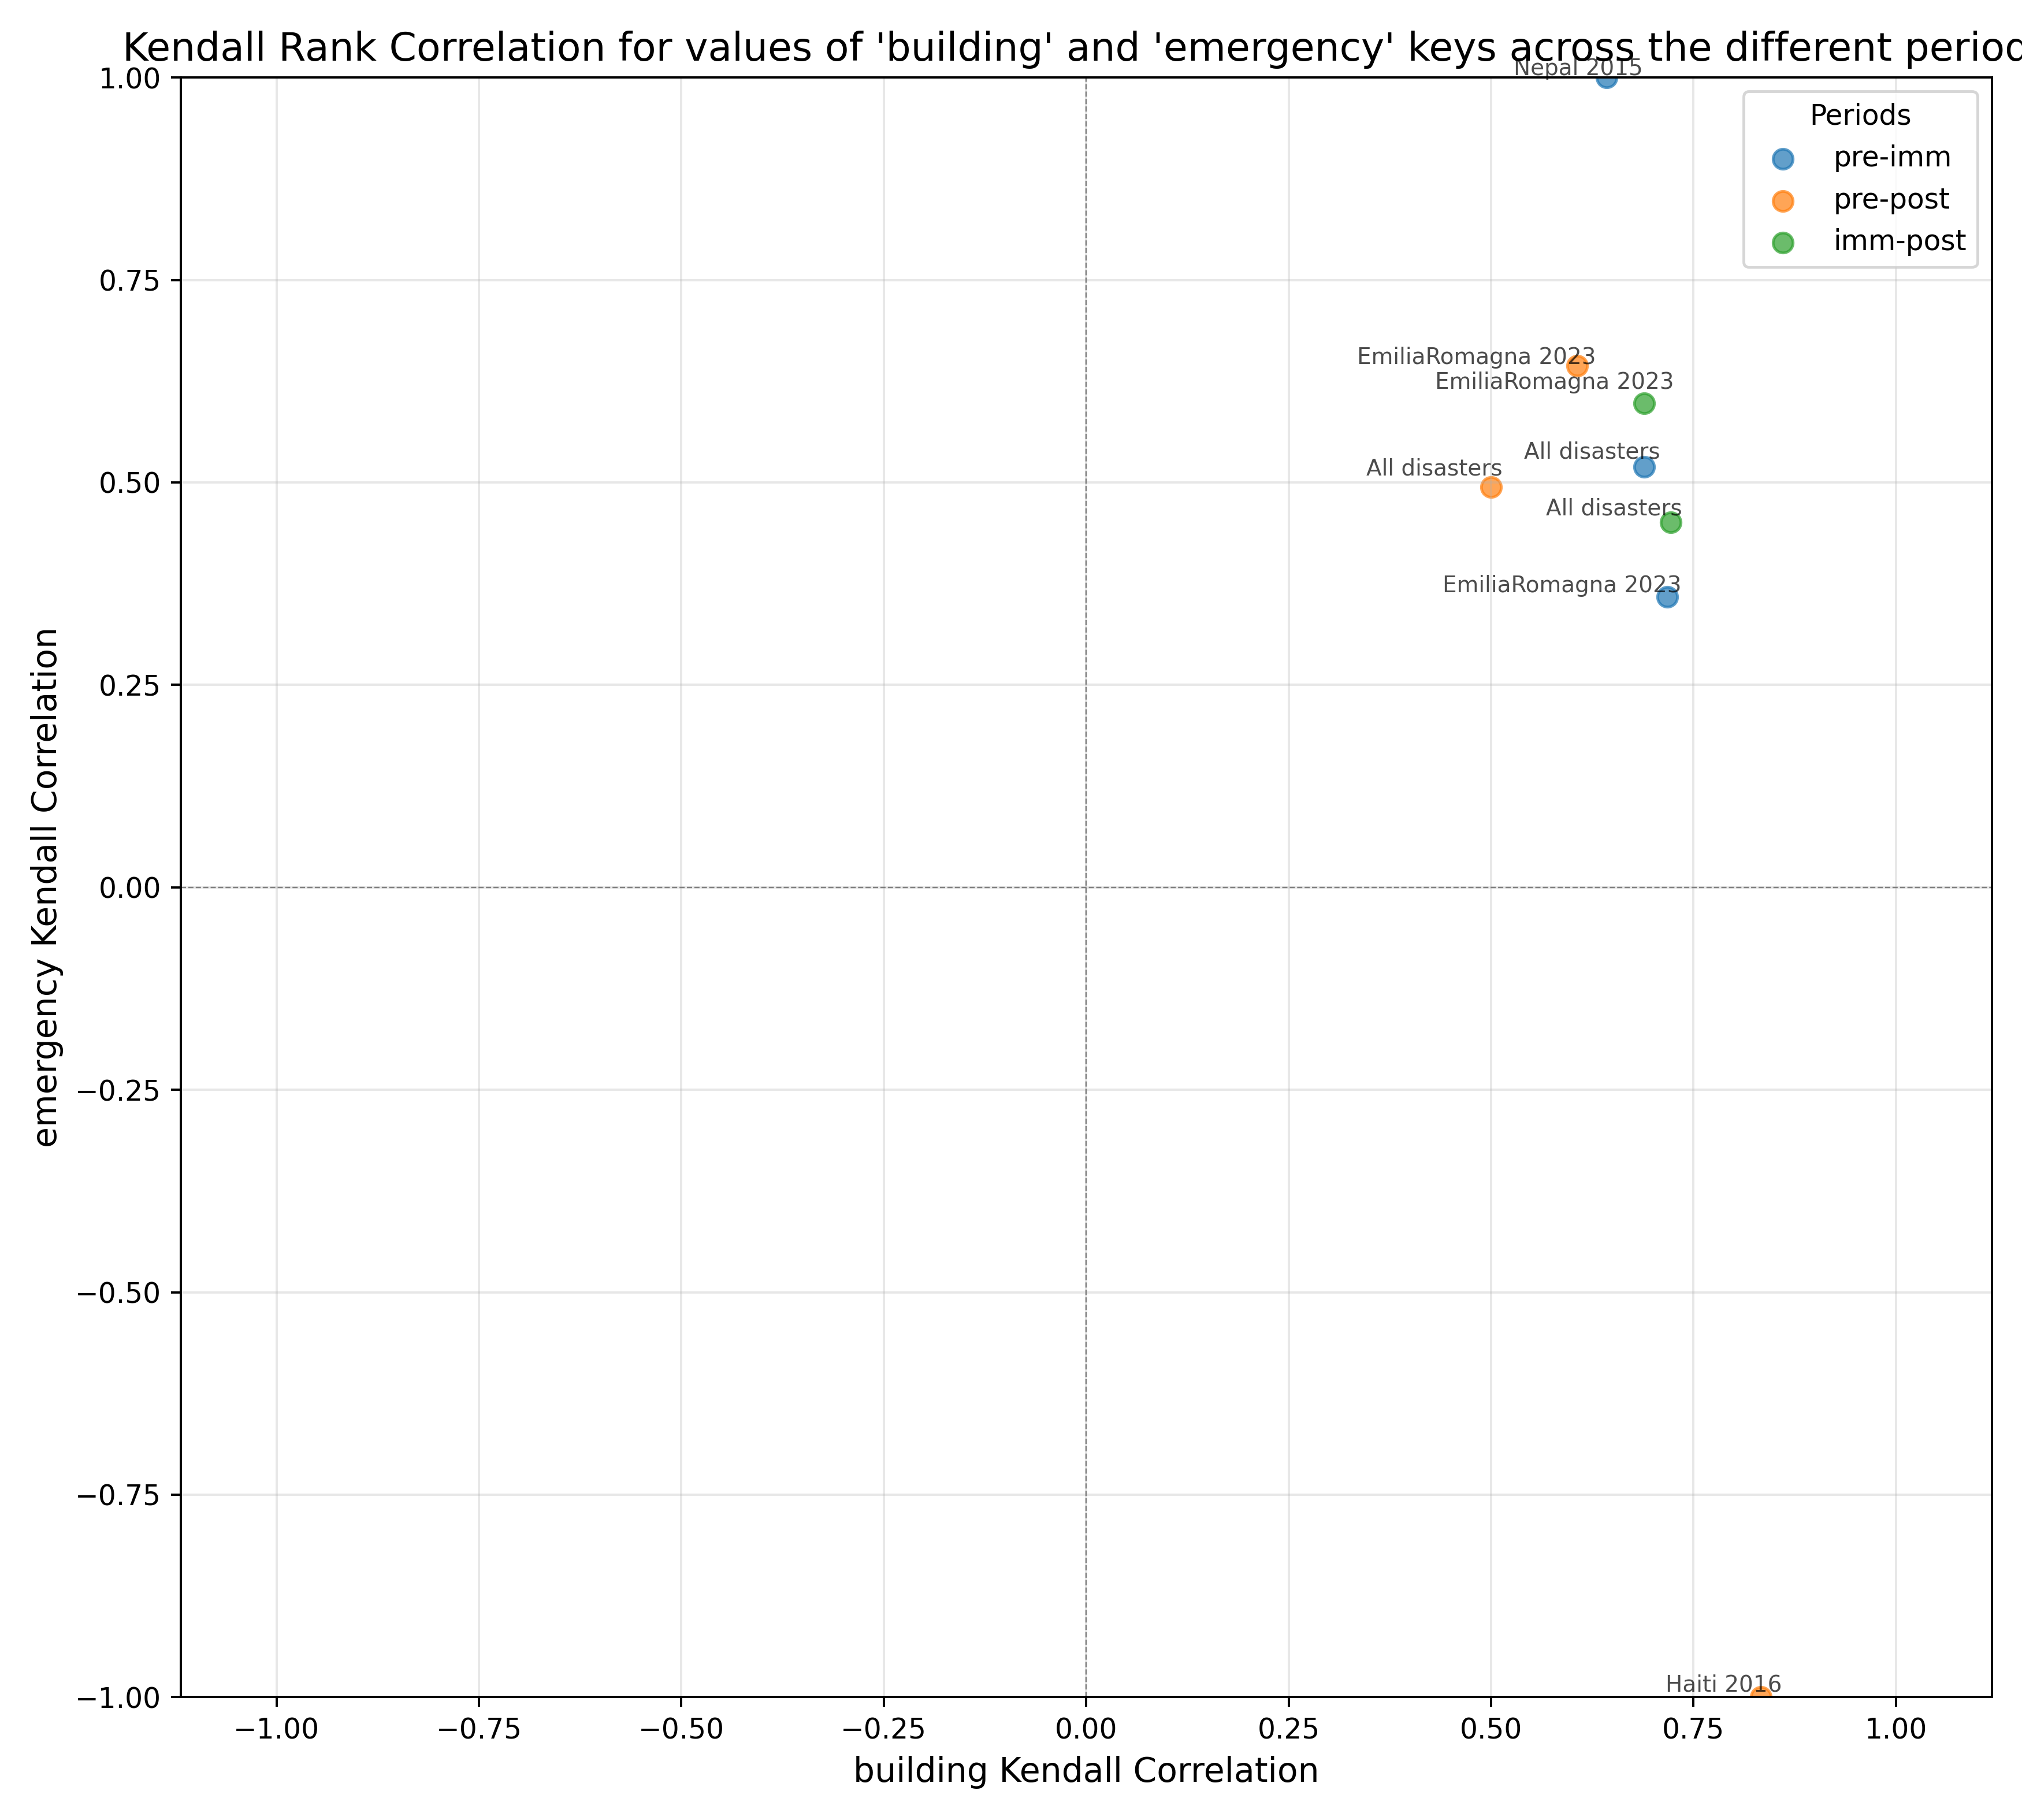 Kendall Rank Correlation for values of 'building' and 'emergency' keys across the different period
Nepal 2015
Periods
pre-imm
pre-post
imm-post
EmiliaRomagna 2023
EmiliaRomagna 2023
All disasters
All disasters
All disasters
EmiliaRomagna 2023
Haiti 2016
1.00
0.75
0.50
0.25
0.00
−0.25
−0.50
−0.75
−1.00
emergency Kendall Correlation
−1.00 −0.75 −0.50 −0.25 0.00 0.25 0.50 0.75 1.00
building Kendall Correlation